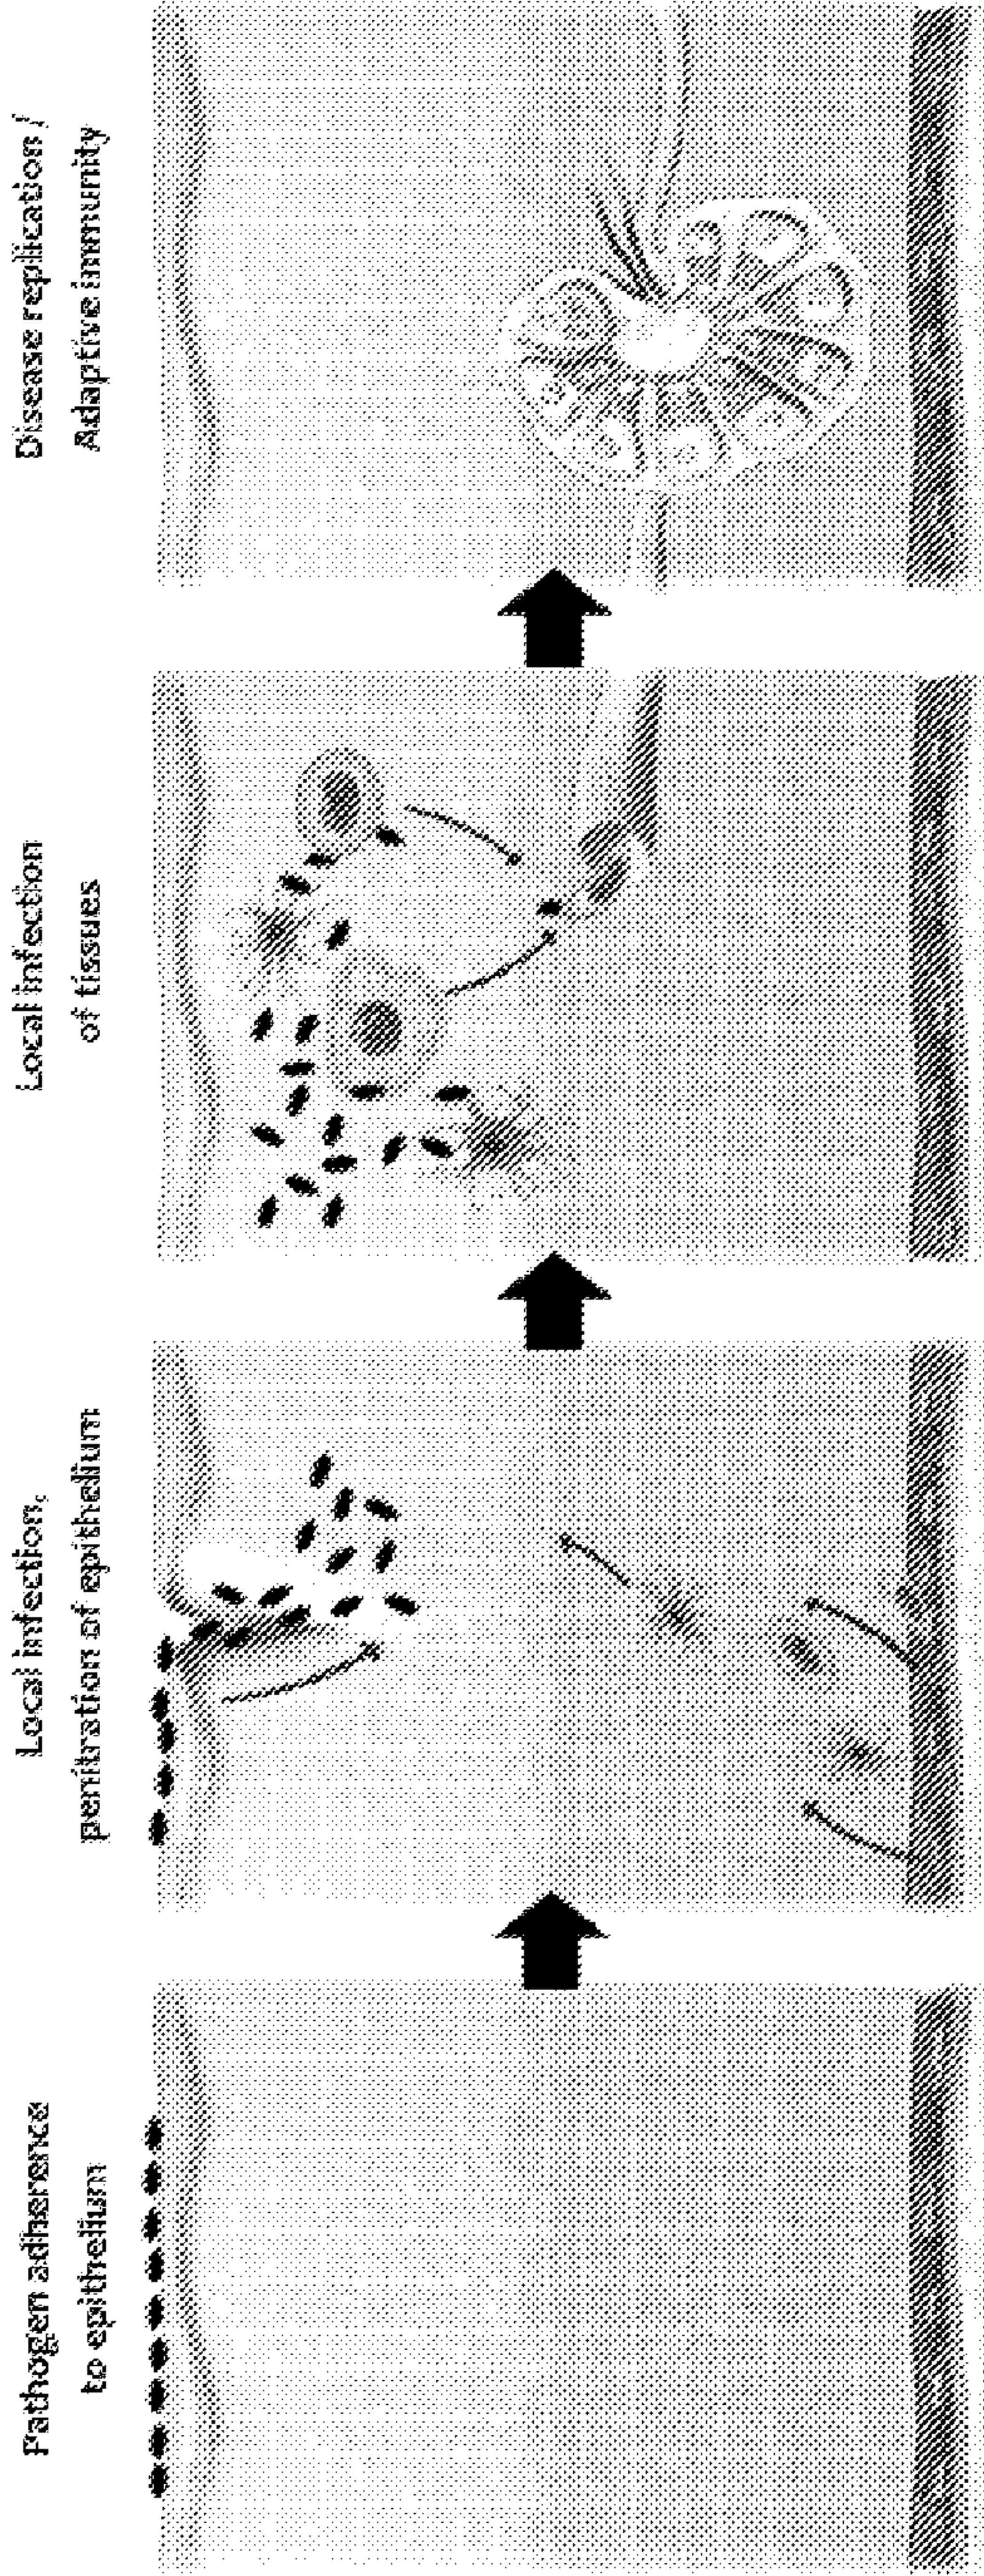 Pathogen adherence
to epithelium
Local infection,
penitration of epithelium
Local infection
of tissues
Disease replication /
Adaptive immunity